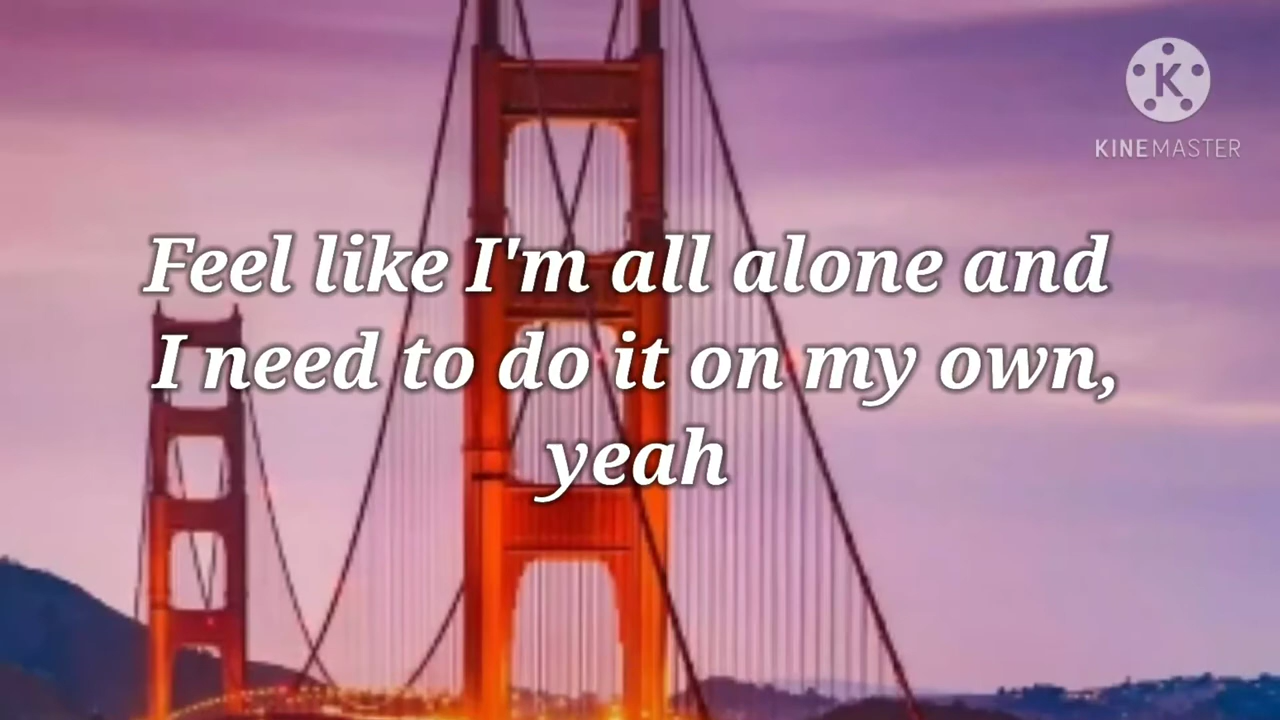 K
KINEMASTER
Feel like I'm all alone and
I need to do it on my own,
yeah